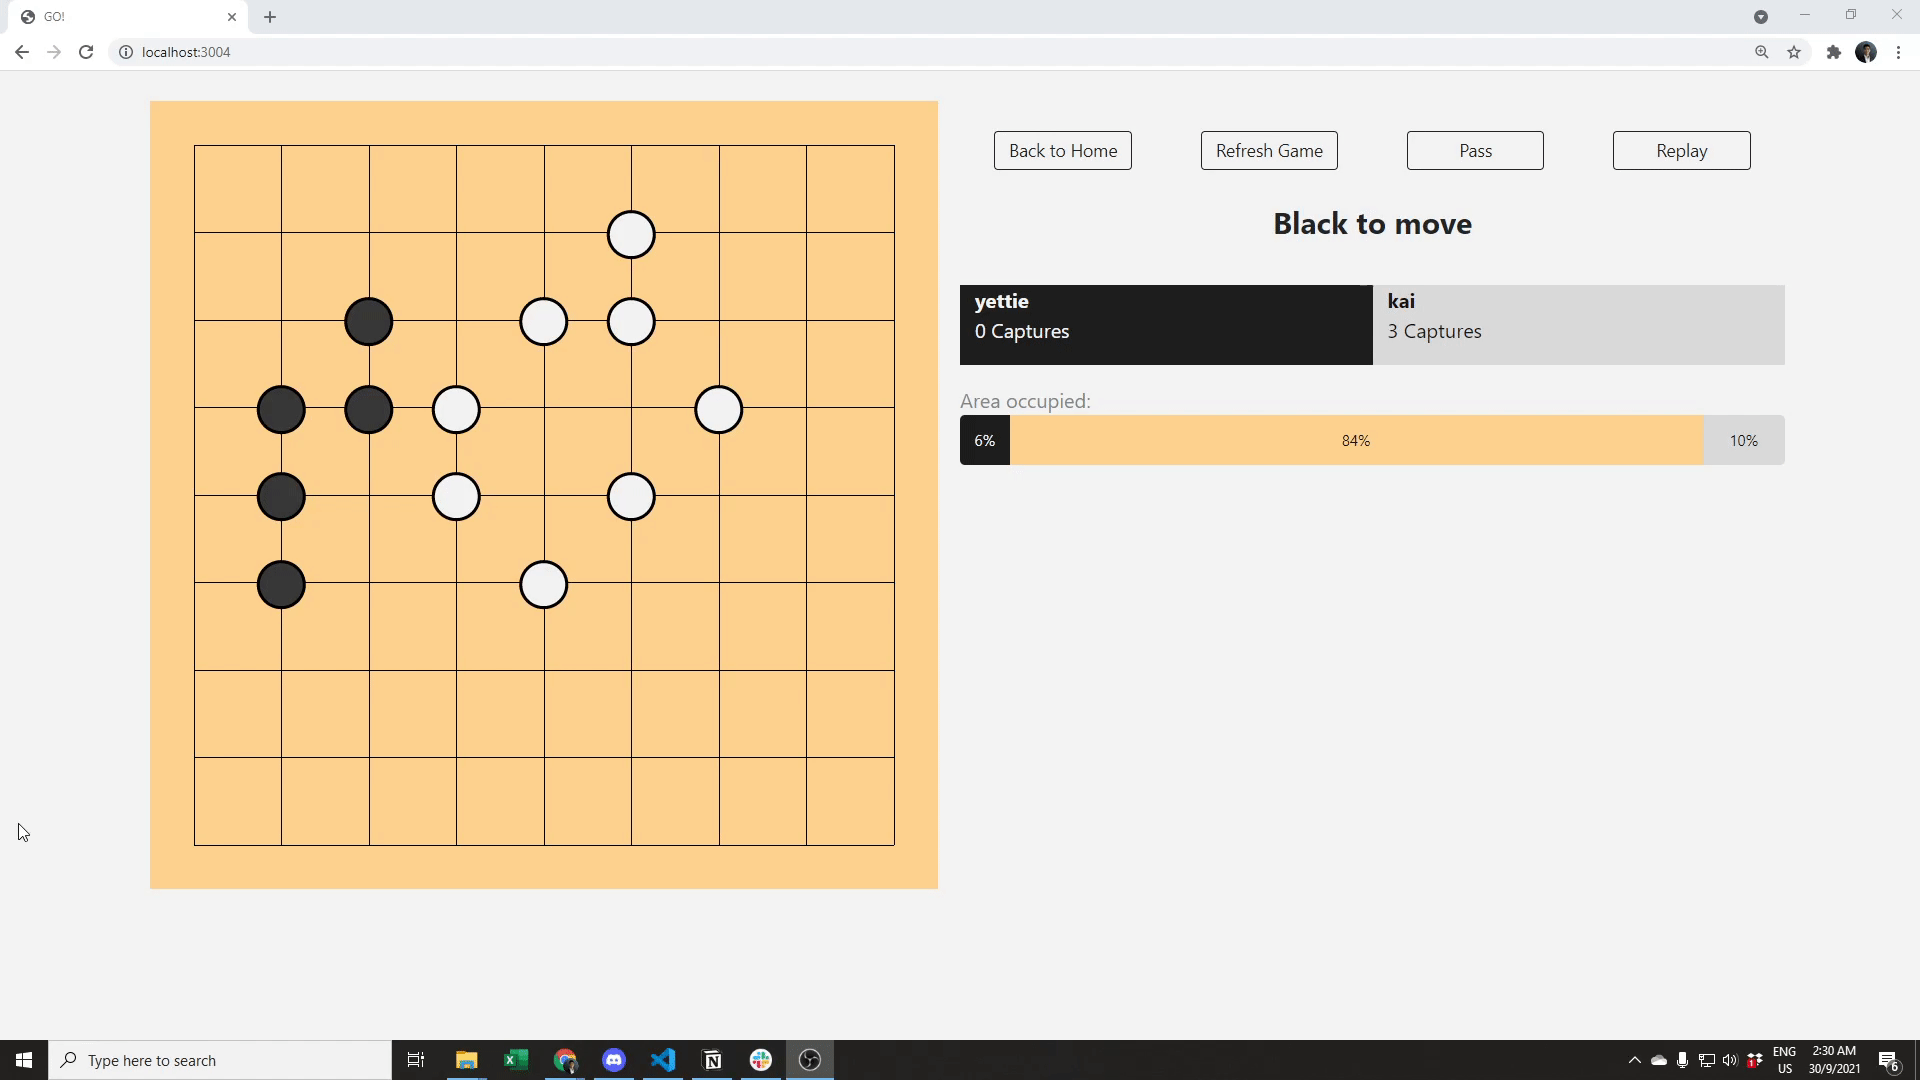 GO!
localhost:3004
Back to Home
Refresh Game
Pass
Replay
Black to move
yettie
0 Captures
kai
3 Captures
Area occupied:
6%
84%
10%
Type here to search
ENG
US
2:30 AM
30/9/2021
6